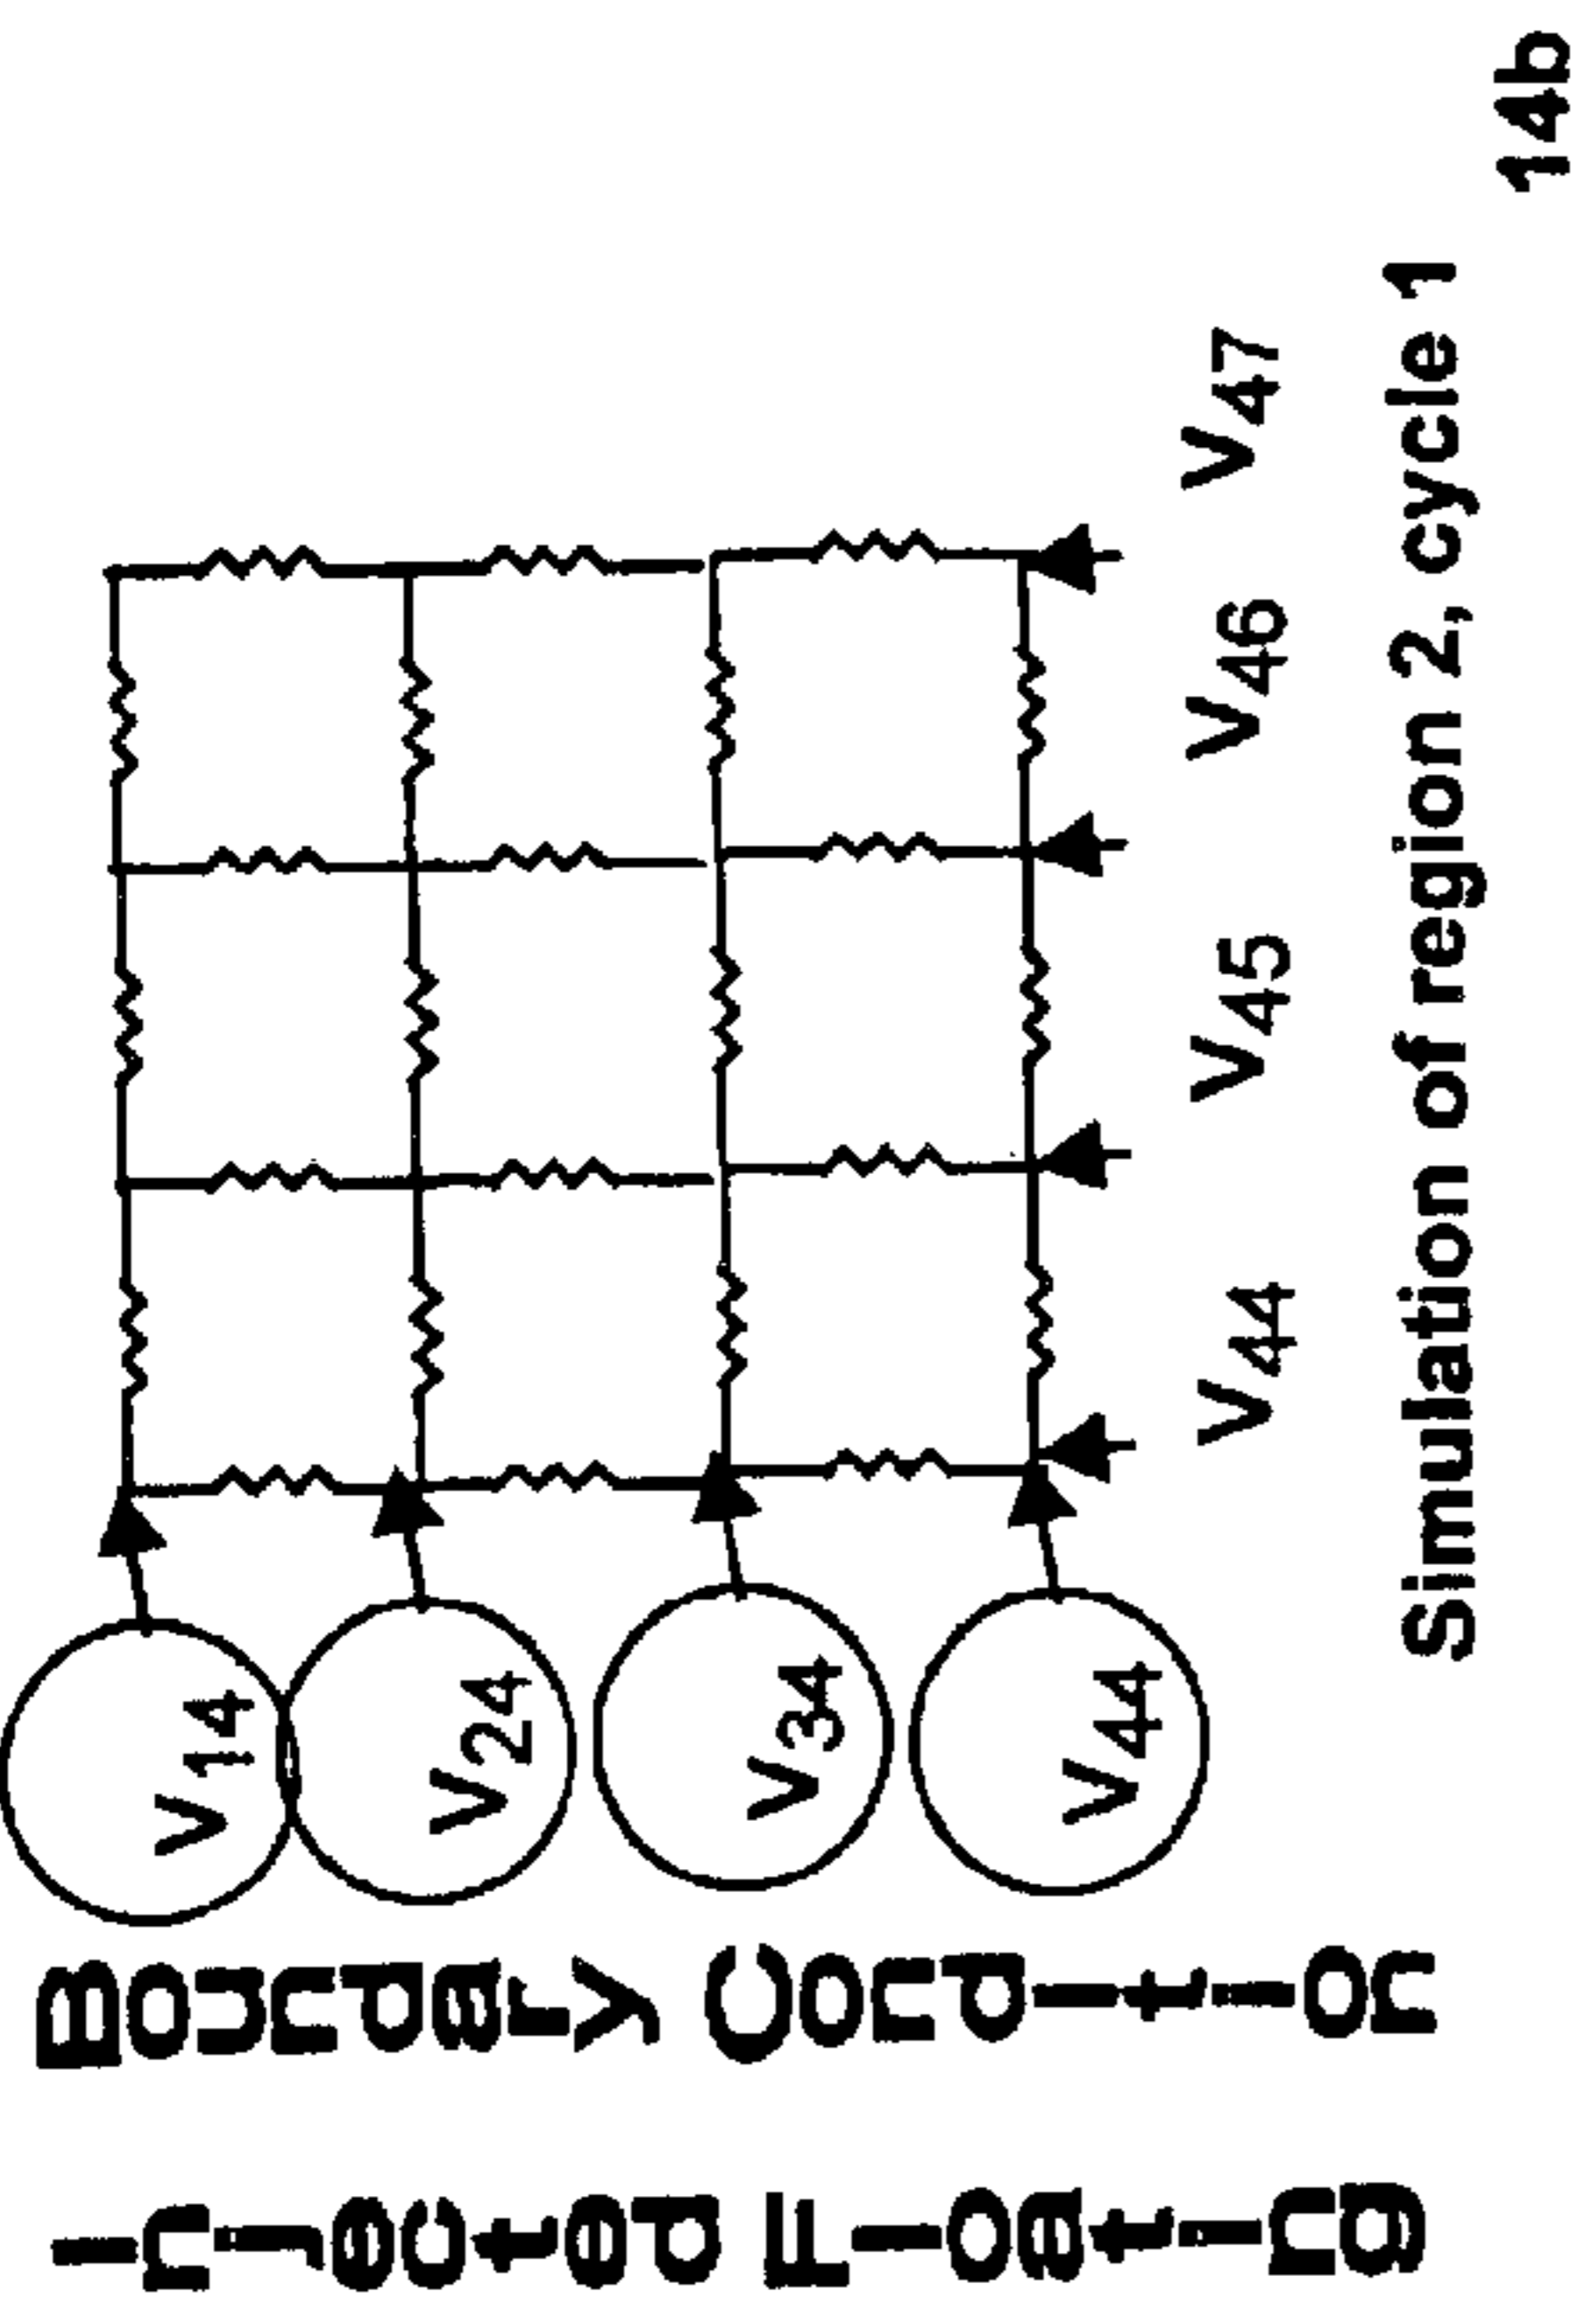 Injected Floating
Boundary Condition
V14
V24
V34
V44
V44 V45 V46 V47
Simulation of region 2, cycle 1
14b